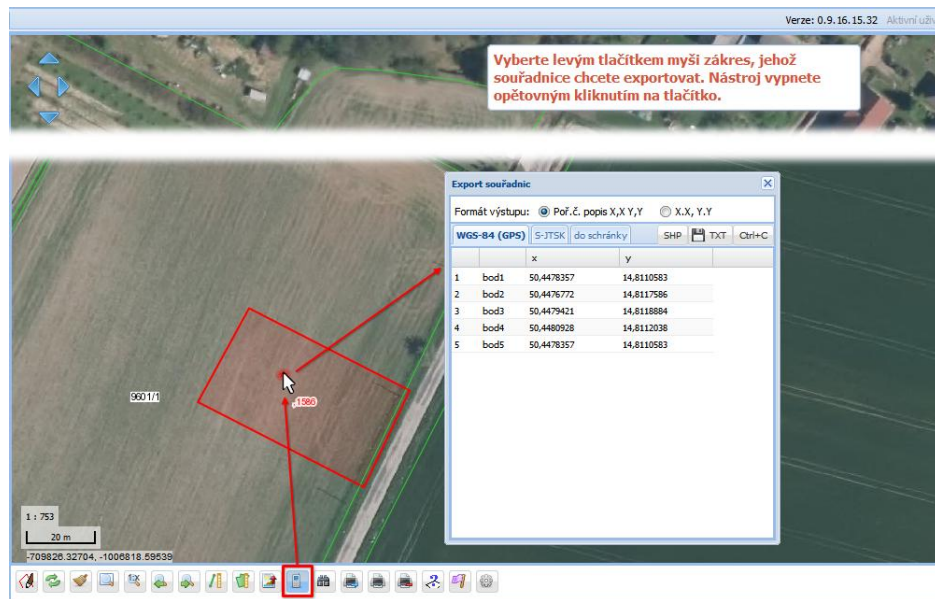 Verze: 0.9.16.15.32 Aktivní uživ
Vyberte levým tlačítkem myši zákres, jehož
souřadnice chcete exportovat. Nástroj vypnete
opětovným kliknutím na tlačítko.
Export souřadnic
Formát výstupu: Poř.č. popis X,X Y,Y X.X, Y.Y
WGS-84 (GPS) S-JTSK do schránky SHP TXT Ctrl+C
x y
1 bod1 50,4478357 14,8110583
2 bod2 50,4476772 14,8117586
3 bod3 50,4479421 14,8118884
4 bod4 50,4480928 14,8112038
5 bod5 50,4478357 14,8110583
9601/1
,1586
1 : 753
20 m
-709826.32704, -1006818.59539